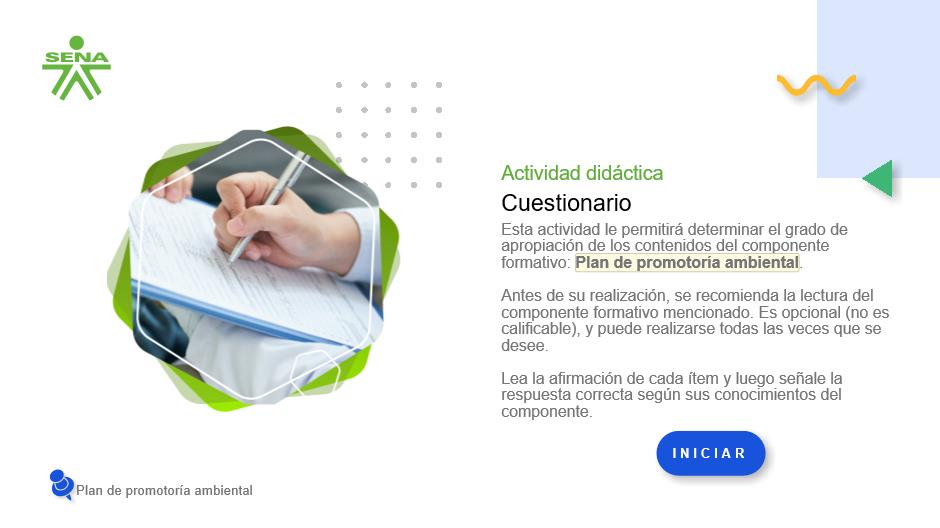 SENA
Actividad didáctica
Cuestionario
Esta actividad le permitirá determinar el grado de
apropiación de los contenidos del componente
formativo: Plan de promotoría ambiental.
Antes de su realización, se recomienda la lectura del
componente formativo mencionado. Es opcional (no es
calificable), y puede realizarse todas las veces que se
desee.
Lea la afirmación de cada ítem y luego señale la
respuesta correcta según sus conocimientos del
componente.
INICIAR
Plan de promotoría ambiental